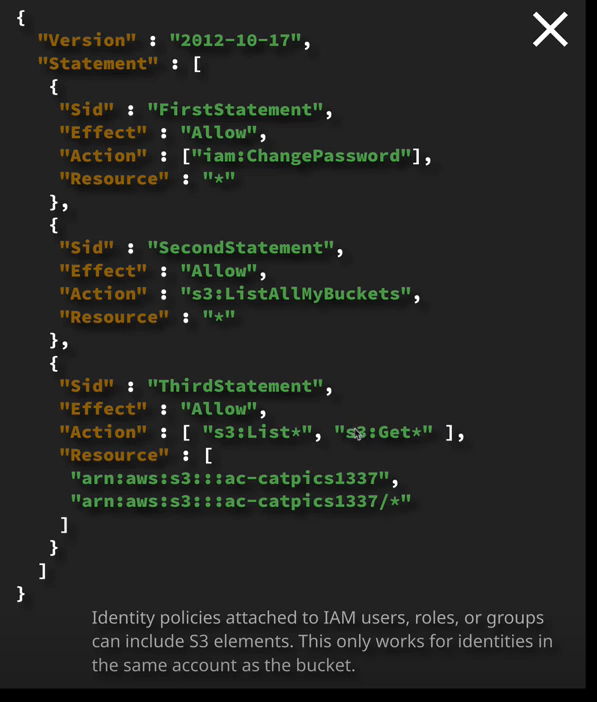 {
"Version" : "2012-10-17",
"Statement" : [
{
"Sid" : "FirstStatement",
"Effect" : "Allow",
"Action" : ["iam:ChangePassword"],
"Resource" : "*"
},
{
"Sid" : "SecondStatement",
"Effect" : "Allow",
"Action" : "s3:ListAllMyBuckets",
"Resource" : "*"
},
{
"Sid" : "ThirdStatement",
"Effect" : "Allow",
"Action" : [ "s3:List*", "s3:Get*" ],
"Resource" : [
"arn:aws:s3:::ac-catpics1337",
"arn:aws:s3:::ac-catpics1337/*"
]
}
]
}
Identity policies attached to IAM users, roles, or groups
can include S3 elements. This only works for identities in
the same account as the bucket.